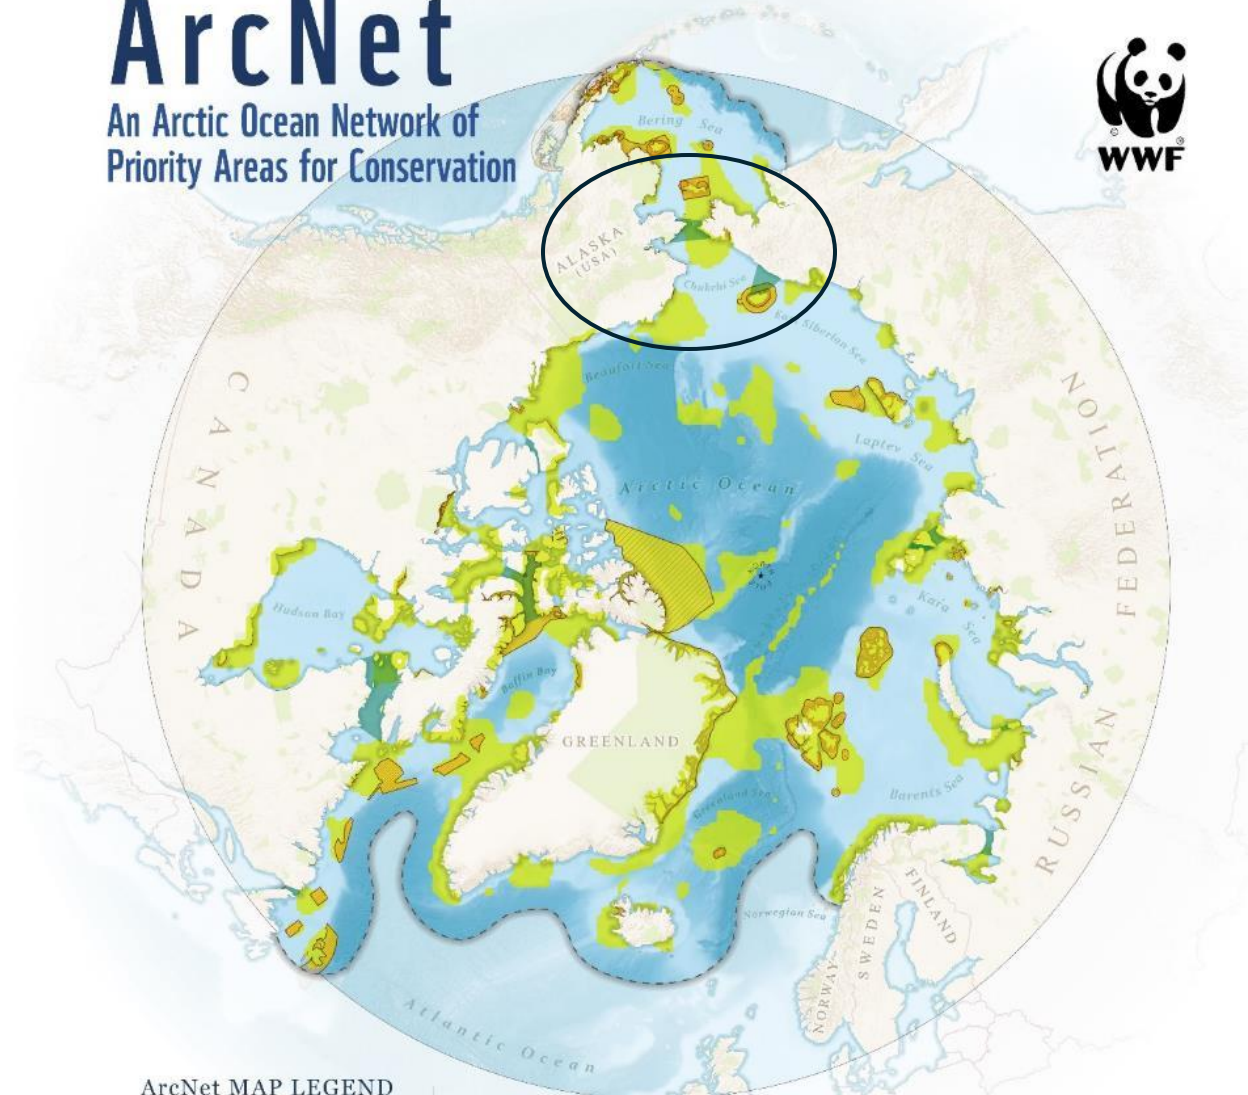 ArcNet
An Arctic Ocean Network of
Priority Areas for Conservation
©
®
WWF
Bering Sea
ALASKA
(USA)
Chukchi Sea
East Siberian Sea
Beaufort Sea
CANADA
Laptev Sea
RUSSIAN FEDERATION
Arctic Ocean
Kara Sea
Hudson Bay
Baffin Bay
GREENLAND
Greenland Sea
Barents Sea
Norwegian Sea
NORWAY
SWEDEN
FINLAND
Atlantic Ocean
ArcNet MAP LEGEND